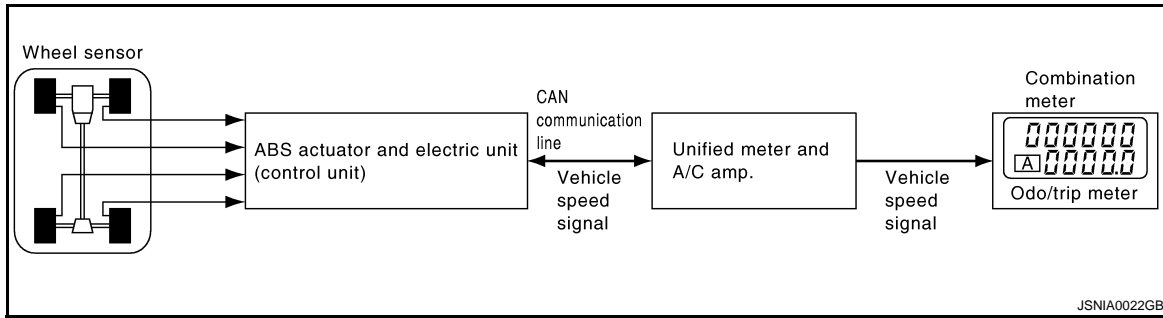 Wheel sensor
ABS actuator and electric unit
(control unit)
CAN
communication
line
Vehicle
speed
signal
Unified meter and
A/C amp.
Vehicle
speed
signal
Combination
meter
000000
A 0000.0
Odo/trip meter
JSNIA0022GB